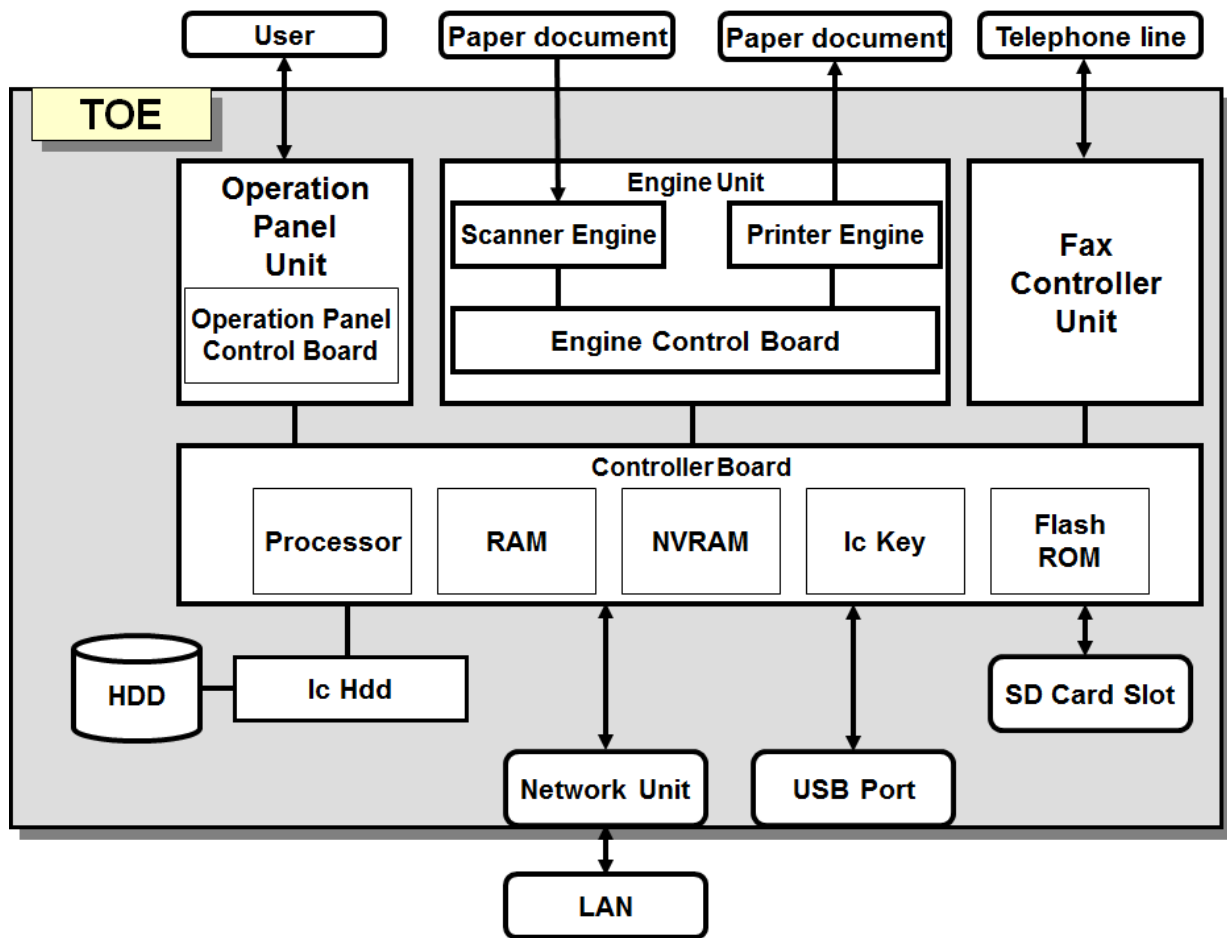 User
Paper document
Paper document
Telephone line
TOE
Operation
Panel
Unit
Operation Panel
Control Board
Engine Unit
Scanner Engine
Printer Engine
Engine Control Board
Fax
Controller
Unit
Controller Board
Processor
RAM
NVRAM
Ic Key
Flash
ROM
HDD
Ic Hdd
SD Card Slot
Network Unit
USB Port
LAN